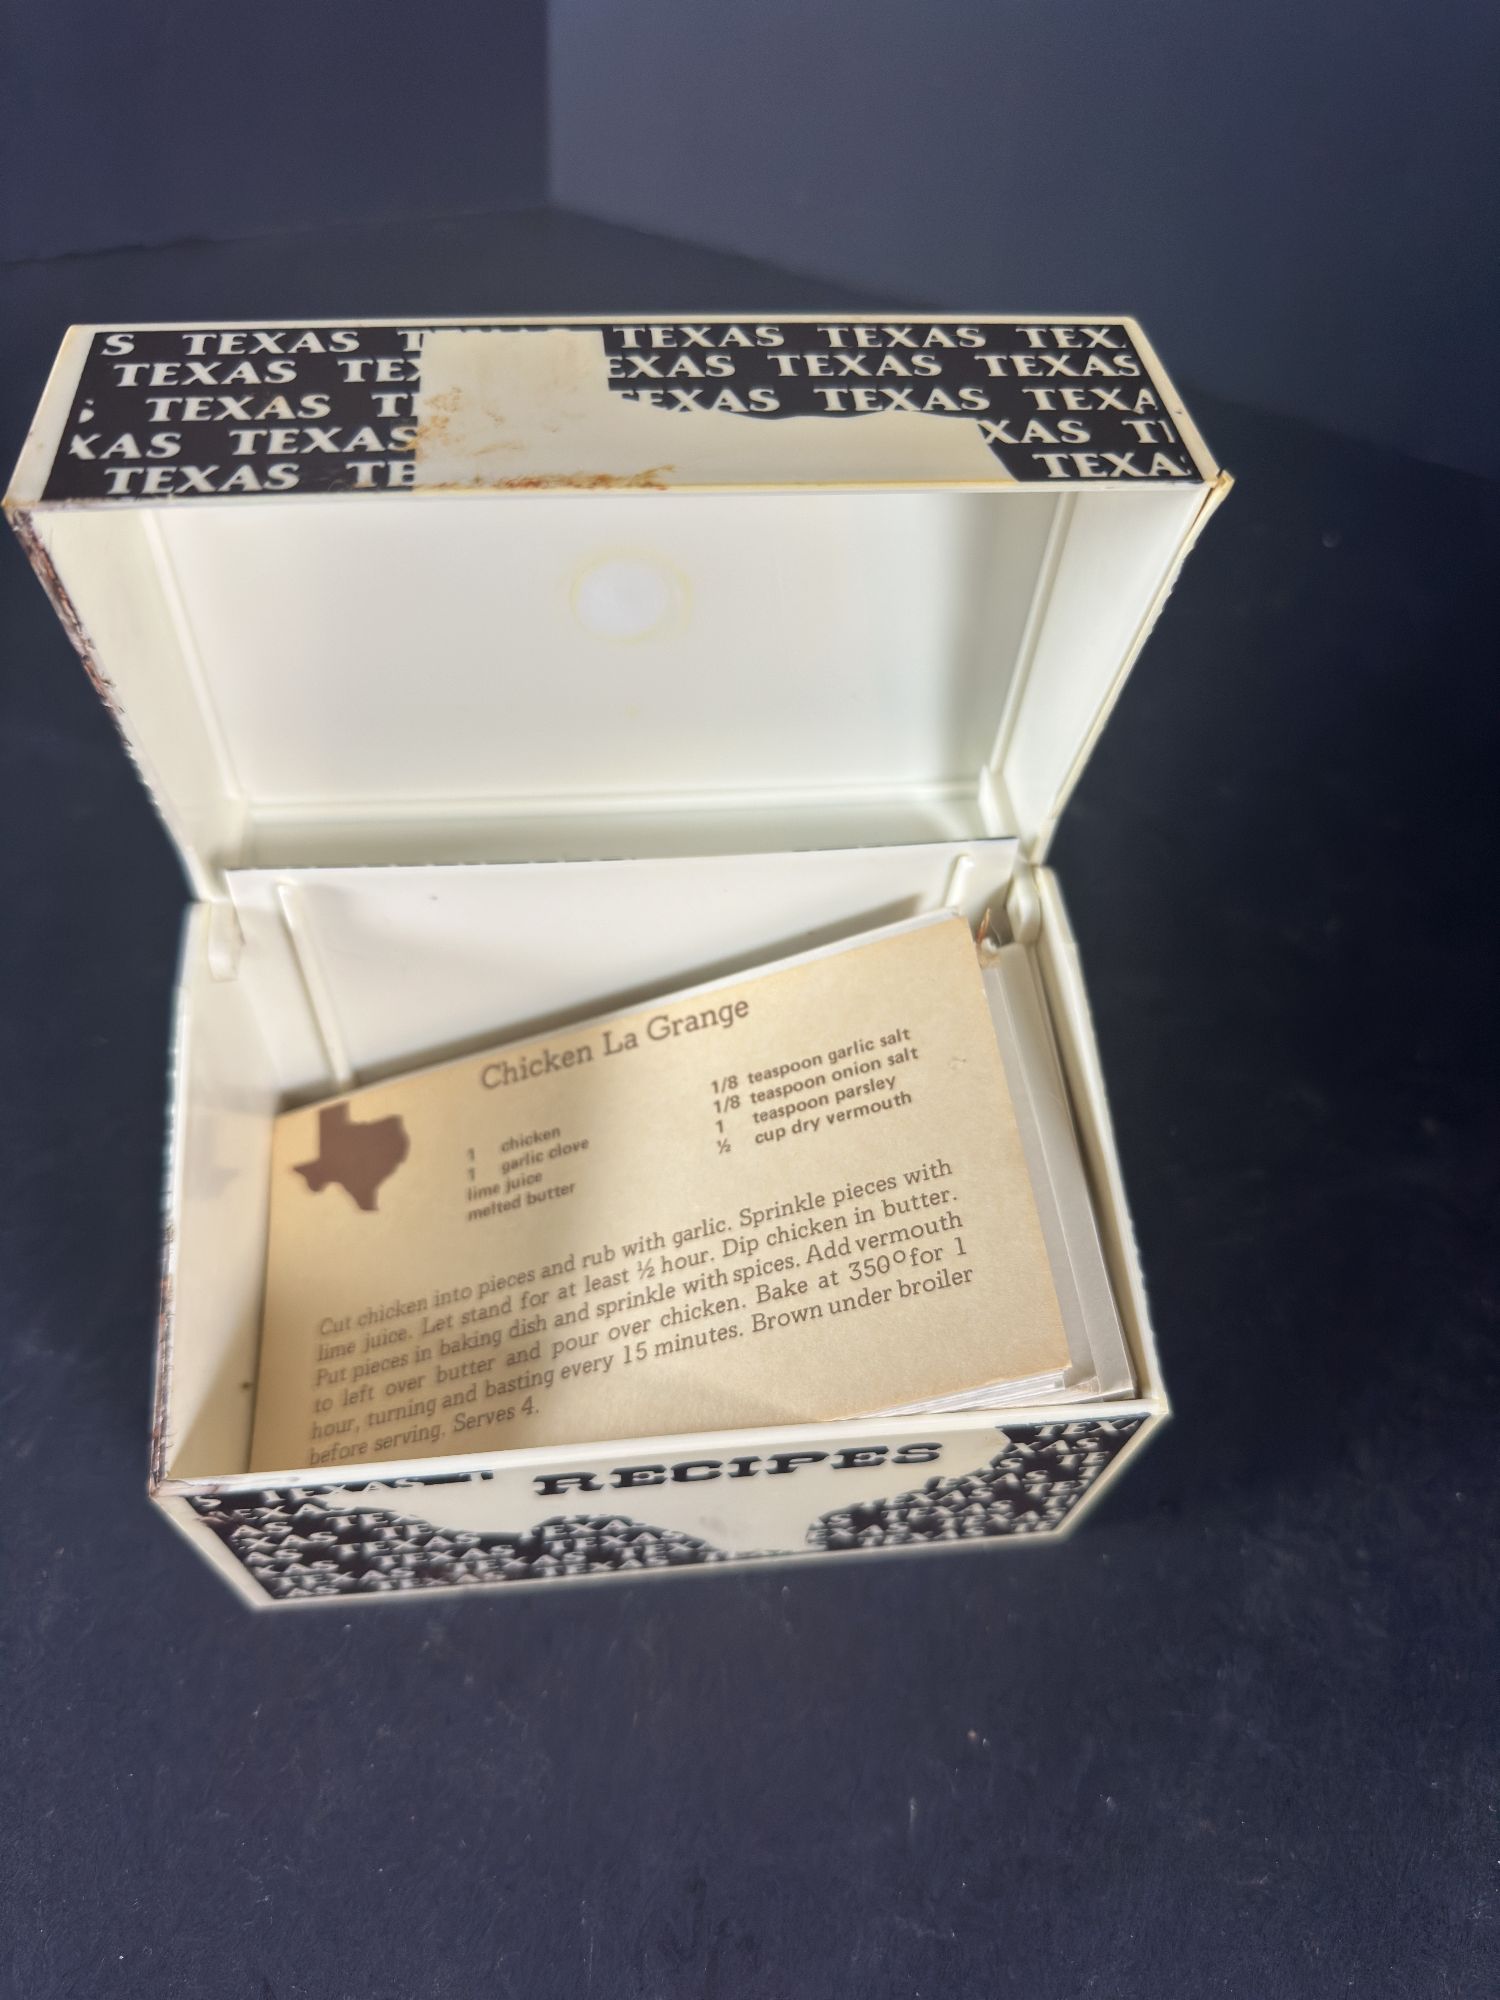 S TEXAS T TEXAS TEXAS TEX
TEXAS TE EXAS TEXAS TEXAS
S TEXAS TE TEXAS TEXAS TEXA
XAS TEXAS XAS T
TEXAS TE TEXA
Chicken La Grange
1 chicken
1 garlic clove
lime juice
melted butter
1/8 teaspoon garlic salt
1/8 teaspoon onion salt
1 teaspoon parsley
½ cup dry vermouth
Cut chicken into pieces and rub with garlic. Sprinkle pieces with
lime juice. Let stand for at least ½ hour. Dip chicken in butter.
Put pieces in baking dish and sprinkle with spices. Add vermouth
to left over butter and pour over chicken. Bake at 350° for 1
hour, turning and basting every 15 minutes. Brown under broiler
before serving. Serves 4.
RECIPES